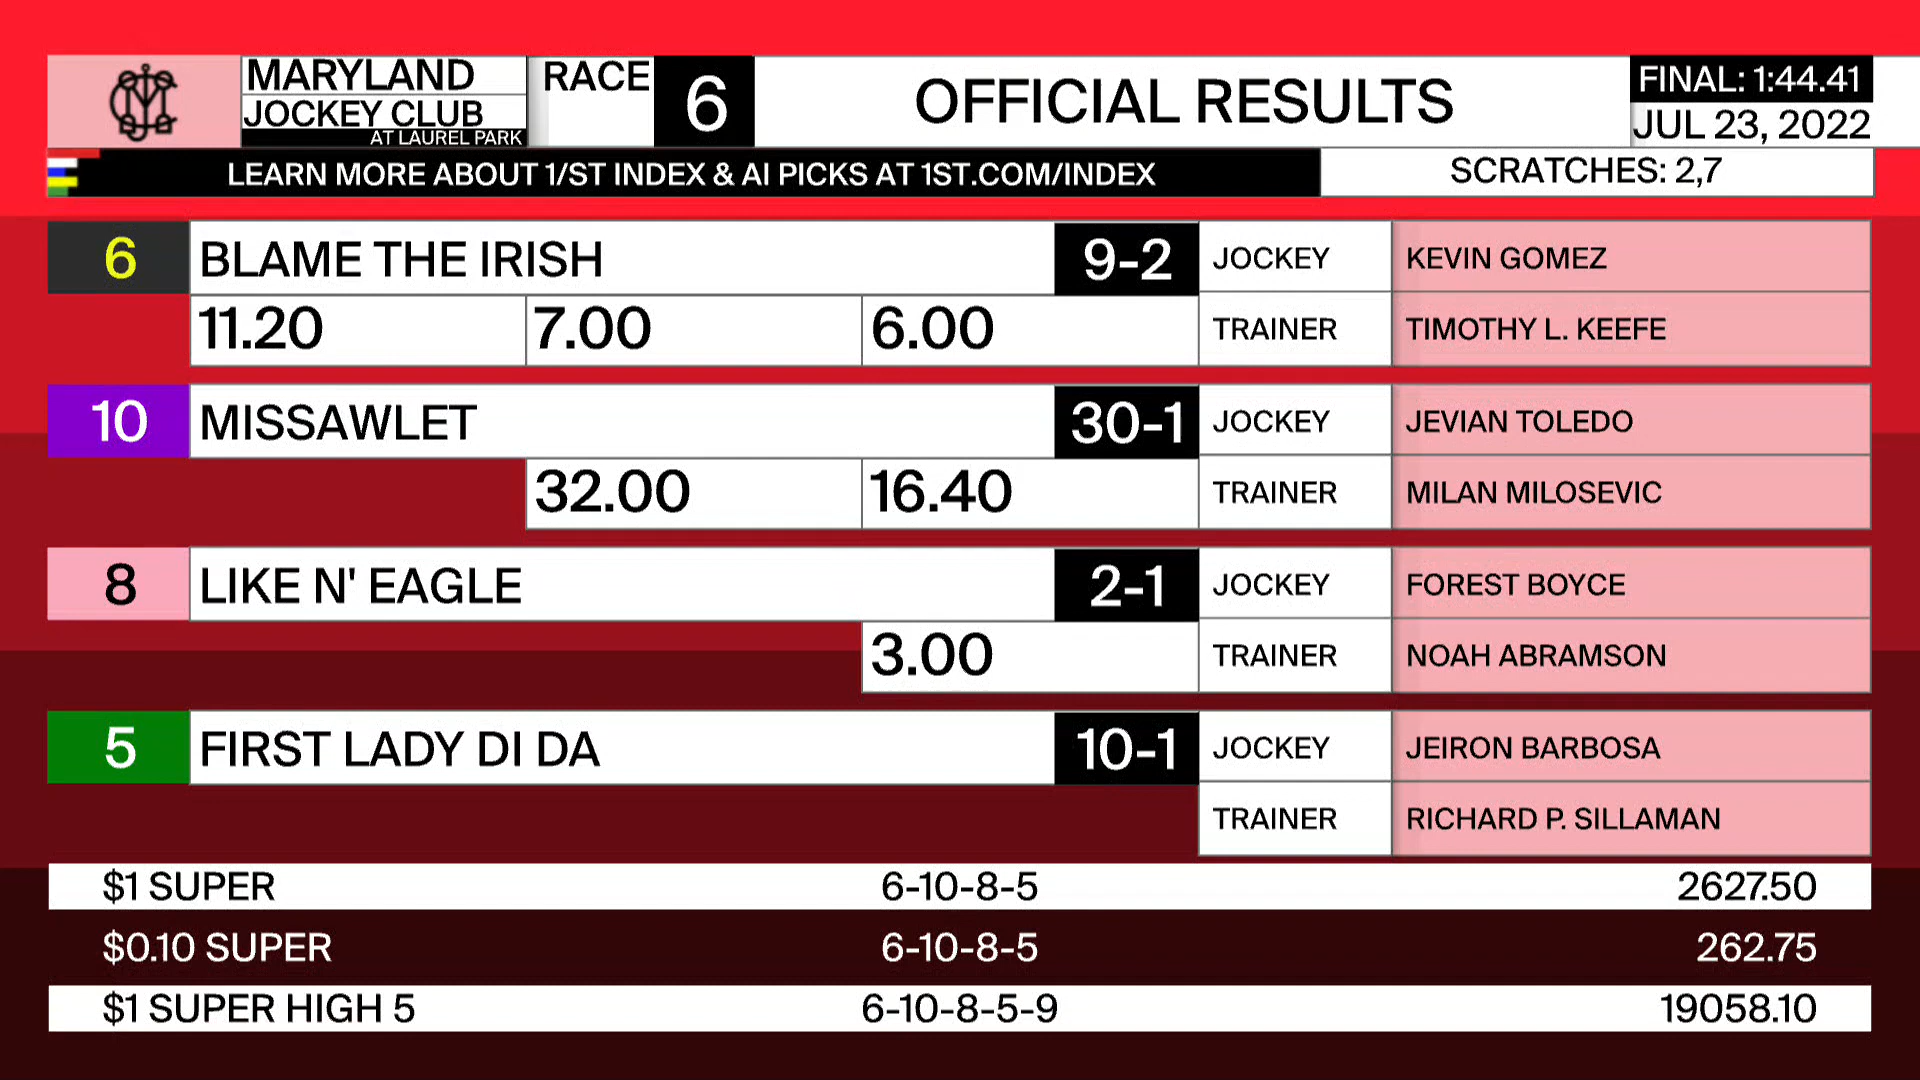 MARYLAND
JOCKEY CLUB
AT LAUREL PARK
RACE 6
OFFICIAL RESULTS
FINAL: 1:44.41
JUL 23, 2022
LEARN MORE ABOUT 1/ST INDEX & AI PICKS AT 1ST.COM/INDEX
SCRATCHES: 2,7
6 BLAME THE IRISH 9-2 JOCKEY KEVIN GOMEZ
11.20 7.00 6.00 TRAINER TIMOTHY L. KEEFE
10 MISSAWLET 30-1 JOCKEY JEVIAN TOLEDO
32.00 16.40 TRAINER MILAN MILOSEVIC
8 LIKE N' EAGLE 2-1 JOCKEY FOREST BOYCE
3.00 TRAINER NOAH ABRAMSON
5 FIRST LADY DI DA 10-1 JOCKEY JEIRON BARBOSA
TRAINER RICHARD P. SILLAMAN
$1 SUPER 6-10-8-5 2627.50
$0.10 SUPER 6-10-8-5 262.75
$1 SUPER HIGH 5 6-10-8-5-9 19058.10